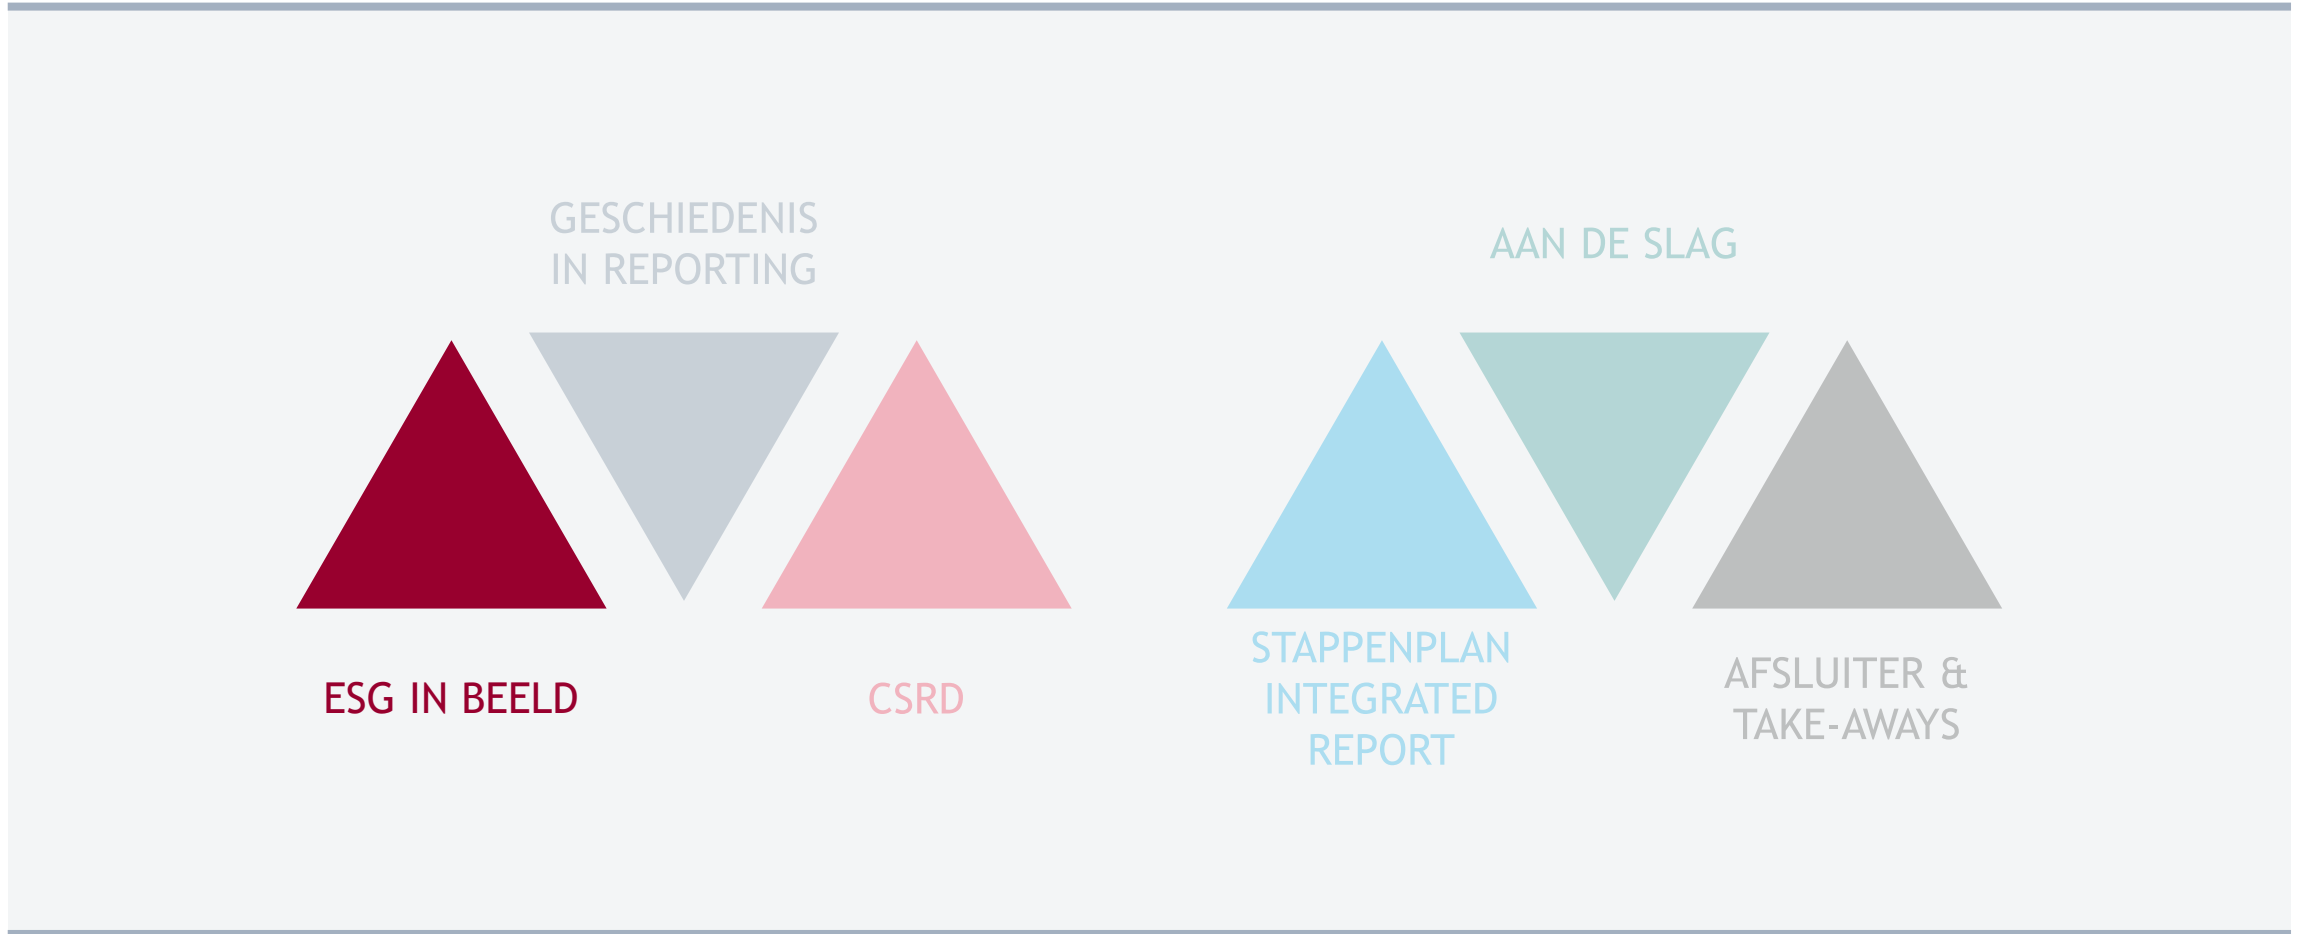 GESCHIEDENIS
IN REPORTING
AAN DE SLAG
ESG IN BEELD
CSRD
STAPPENPLAN
INTEGRATED
REPORT
AFSLUITER &
TAKE-AWAYS